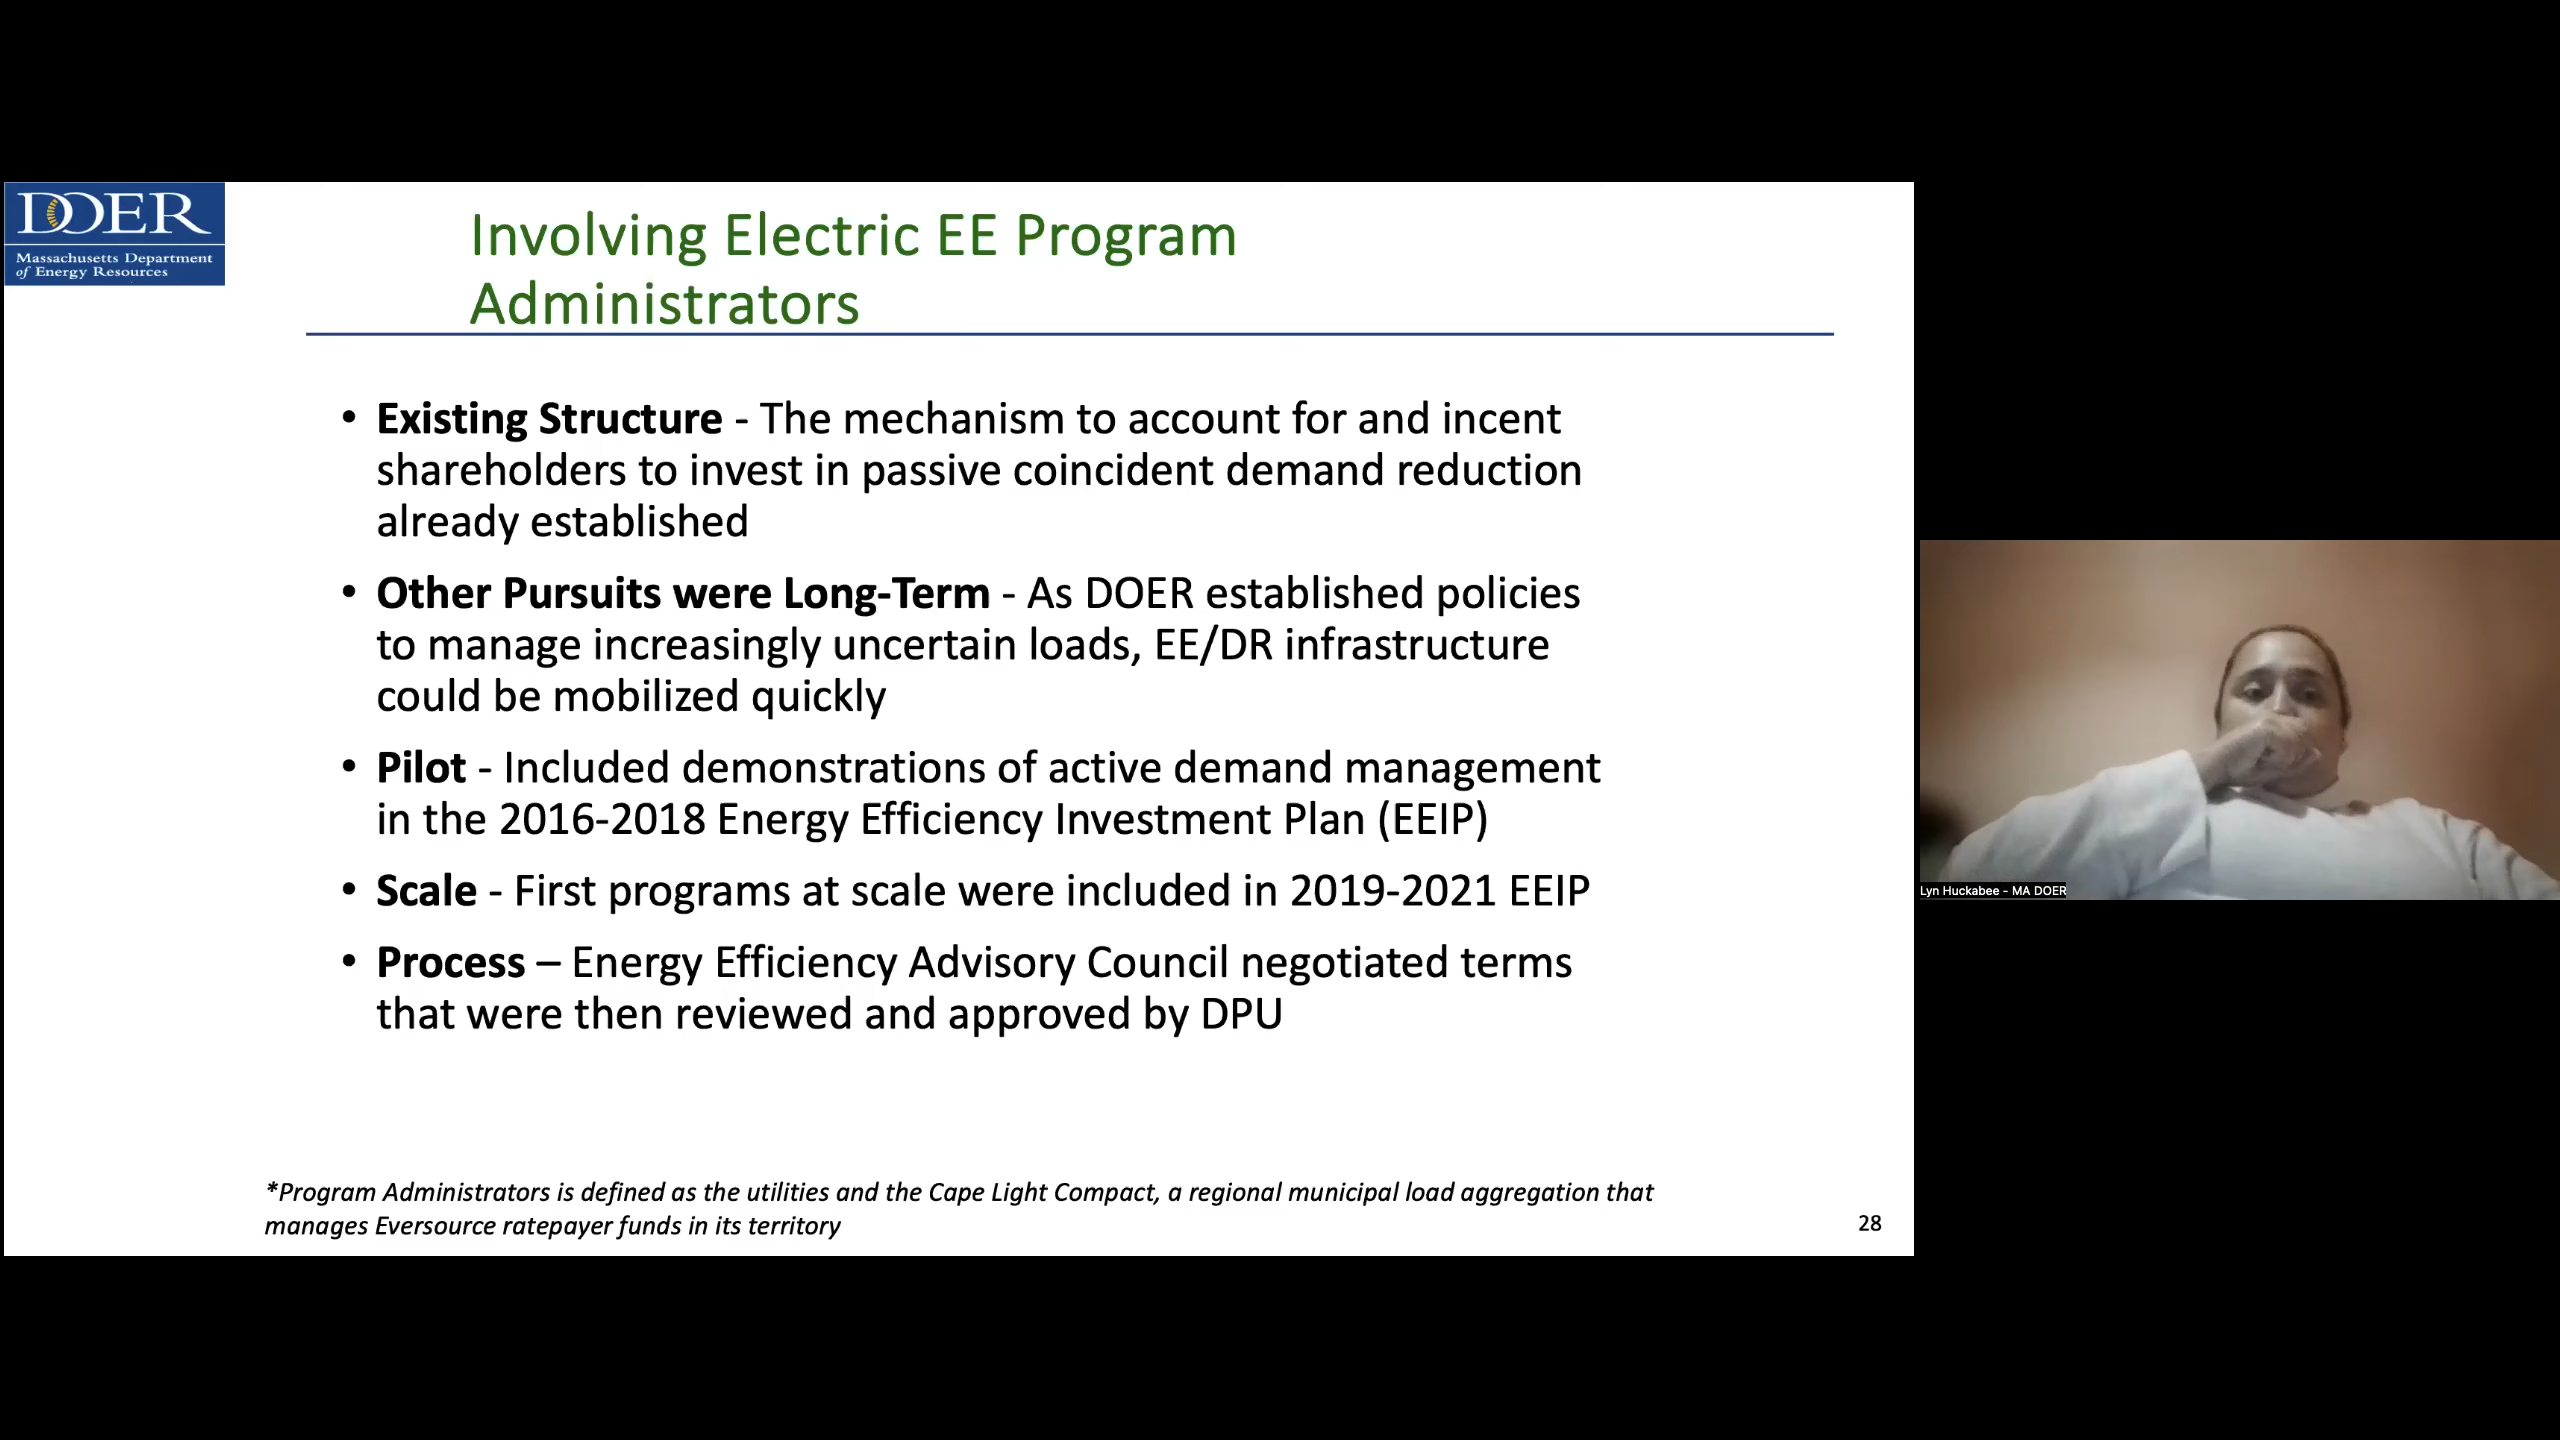 DOER
Massachusetts Department
of Energy Resources
Involving Electric EE Program
Administrators
• Existing Structure - The mechanism to account for and incent
shareholders to invest in passive coincident demand reduction
already established
• Other Pursuits were Long-Term - As DOER established policies
to manage increasingly uncertain loads, EE/DR infrastructure
could be mobilized quickly
• Pilot - Included demonstrations of active demand management
in the 2016-2018 Energy Efficiency Investment Plan (EEIP)
• Scale - First programs at scale were included in 2019-2021 EEIP
• Process – Energy Efficiency Advisory Council negotiated terms
that were then reviewed and approved by DPU
*Program Administrators is defined as the utilities and the Cape Light Compact, a regional municipal load aggregation that
manages Eversource ratepayer funds in its territory
28
Lyn Huckabee - MA DOER